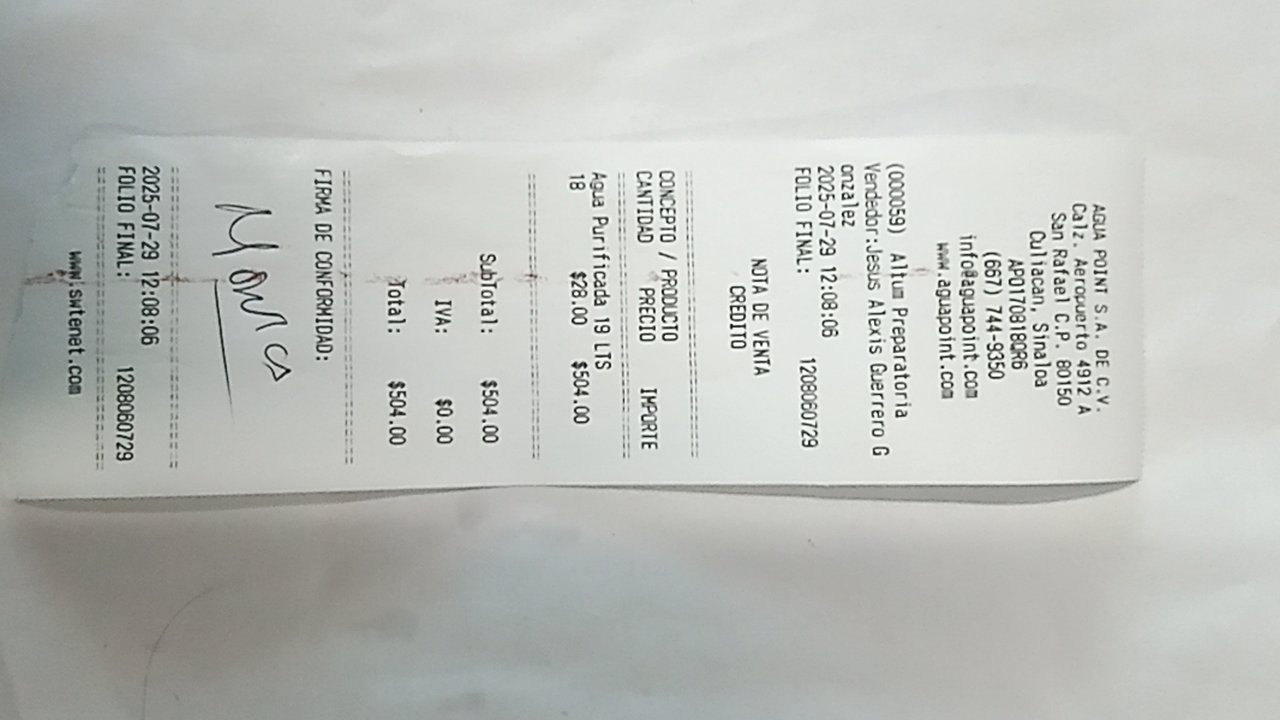 AGUA POINT S.A. DE C.V.
Calz. Aeropuerto 4912 A
San Rafael C.P. 80150
Culiacan, Sinaloa
APO170818QR6
(667) 744-9350
info@aguapoint.com
www.aguapoint.com
(000059) Altum Preparatoria
Vendedor:Jesus Alexis Guerrero G
onzalez
2025-07-29 12:08:06
FOLIO FINAL: 1208060729
NOTA DE VENTA
CREDITO
CONCEPTO / PRODUCTO
CANTIDAD PRECIO IMPORTE
Agua Purificada 19 LTS
18 $28.00 $504.00
SubTotal: $504.00
IVA: $0.00
Total: $504.00
FIRMA DE CONFORMIDAD:
2025-07-29 12:08:06
FOLIO FINAL: 1208060729
www.swtenet.com